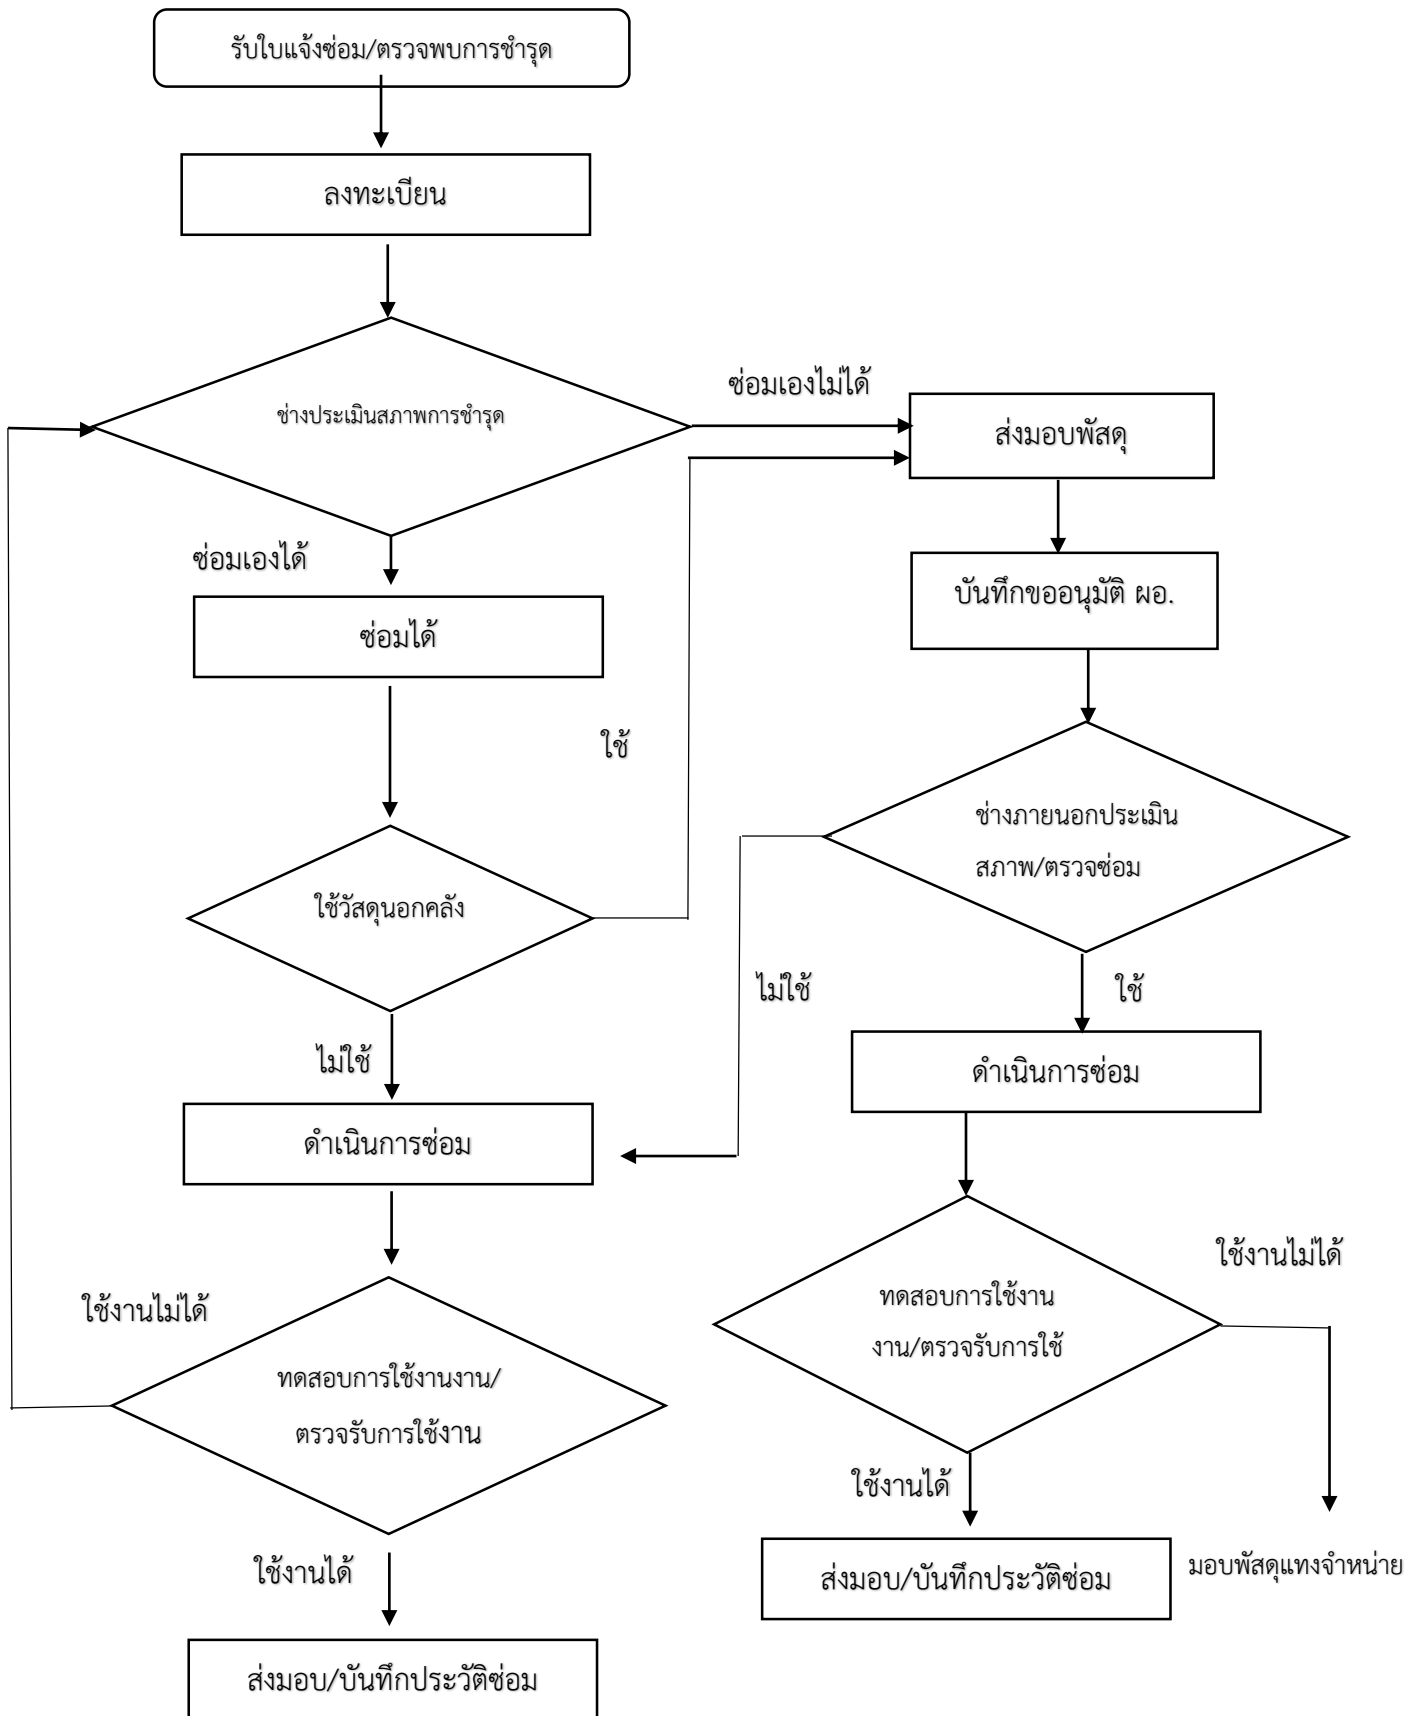 รับใบแจ้งซ่อม/ตรวจพบการชำรุด
ลงทะเบียน
ช่างประเมินสภาพการชำรุด
ซ่อมเองไม่ได้
ส่งมอบพัสดุ
ซ่อมเองได้
บันทึกขออนุมัติ ผอ.
ซ่อมได้
ใช้
ช่างภายนอกประเมิน
สภาพ/ตรวจซ่อม
ใช้วัสดุนอกคลัง
ไม่ใช้
ใช้
ไม่ใช้
ดำเนินการซ่อม
ดำเนินการซ่อม
ใช้งานไม่ได้
ทดสอบการใช้งาน
งาน/ตรวจรับการใช้
ใช้งานไม่ได้
ทดสอบการใช้งานงาน/
ตรวจรับการใช้งาน
ใช้งานได้
ใช้งานได้
ส่งมอบ/บันทึกประวัติซ่อม
มอบพัสดุแทงจำหน่าย
ส่งมอบ/บันทึกประวัติซ่อม